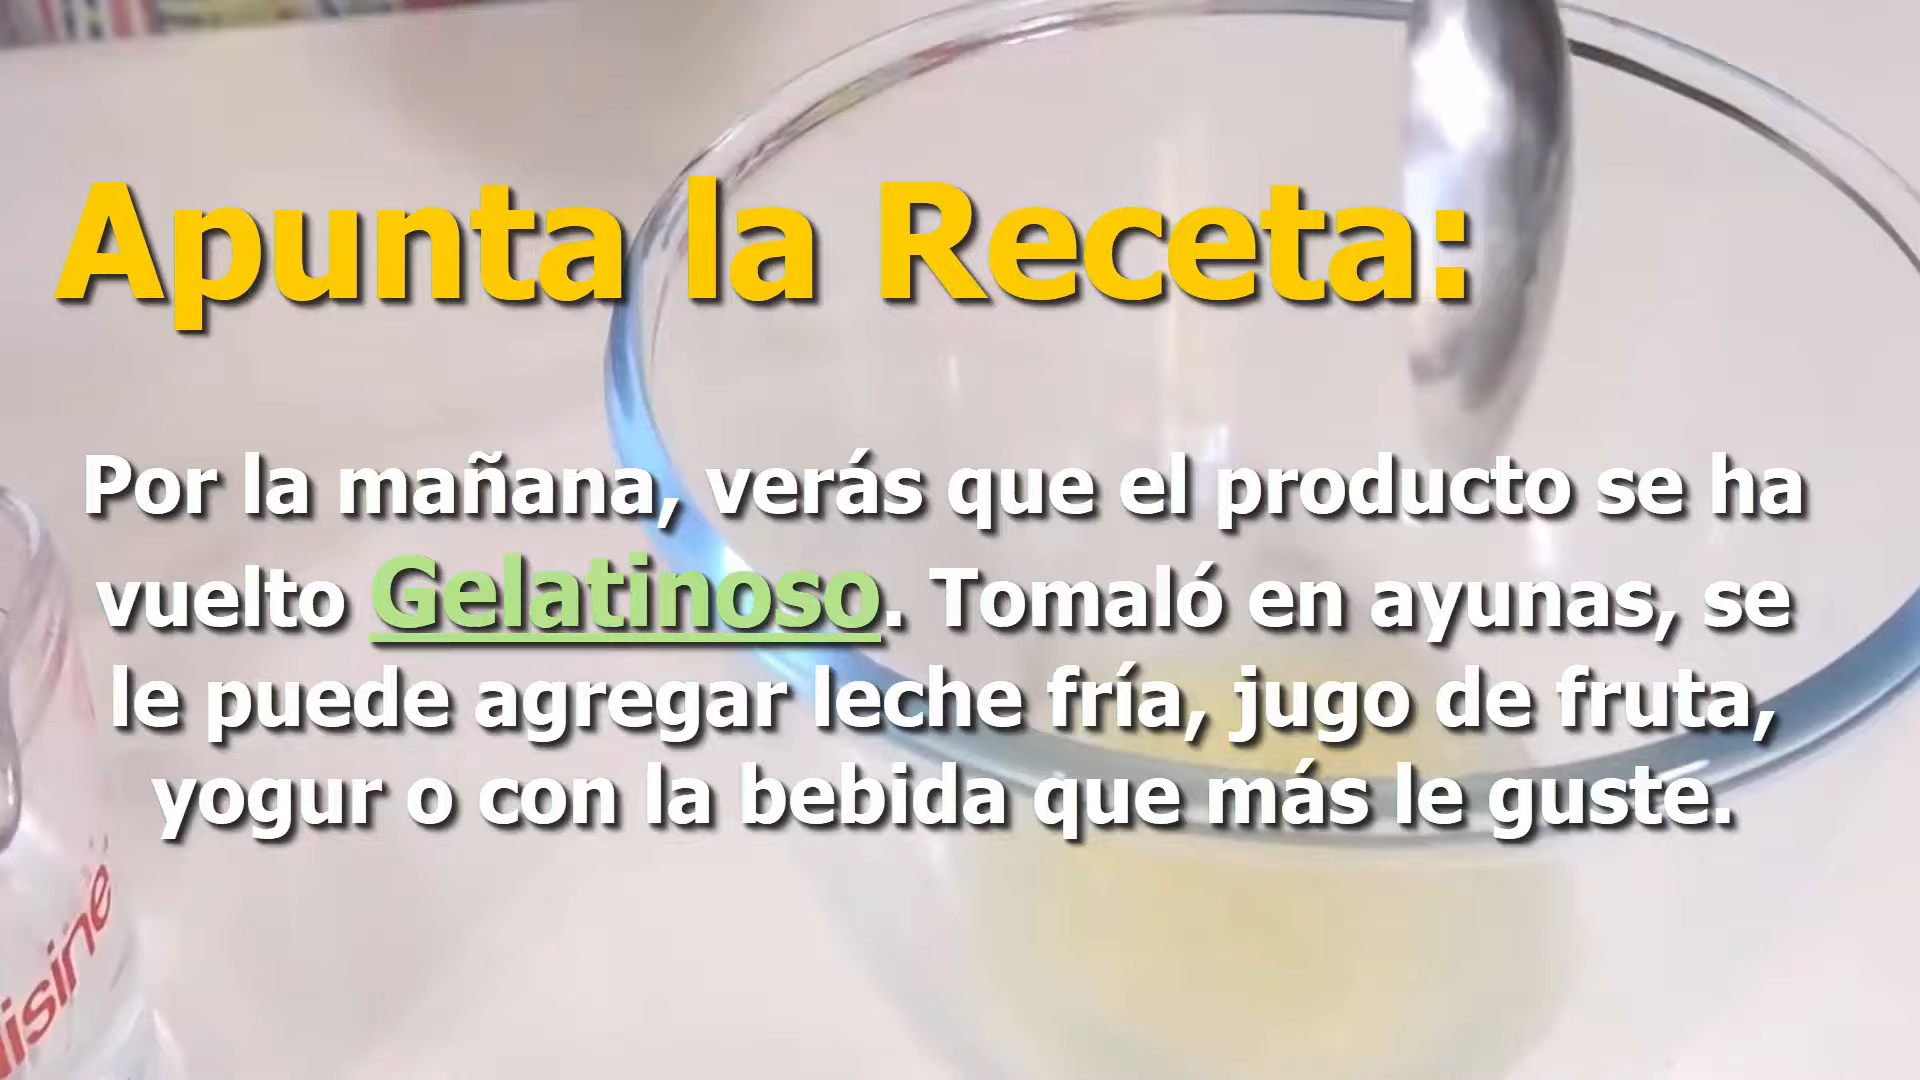 Apunta la Receta:
Por la mañana, verás que el producto se ha
vuelto Gelatinoso. Tomaló en ayunas, se
le puede agregar leche fría, jugo de fruta,
yogur o con la bebida que más le guste.
isine